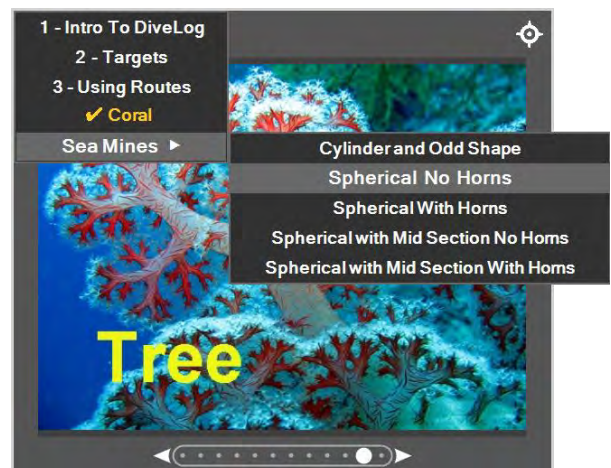 1 - Intro To DiveLog
2 - Targets
3 - Using Routes
✔ Coral
Sea Mines ►
Cylinder and Odd Shape
Spherical No Horns
Spherical With Horns
Spherical with Mid Section No Horns
Spherical with Mid Section With Horns
Tree